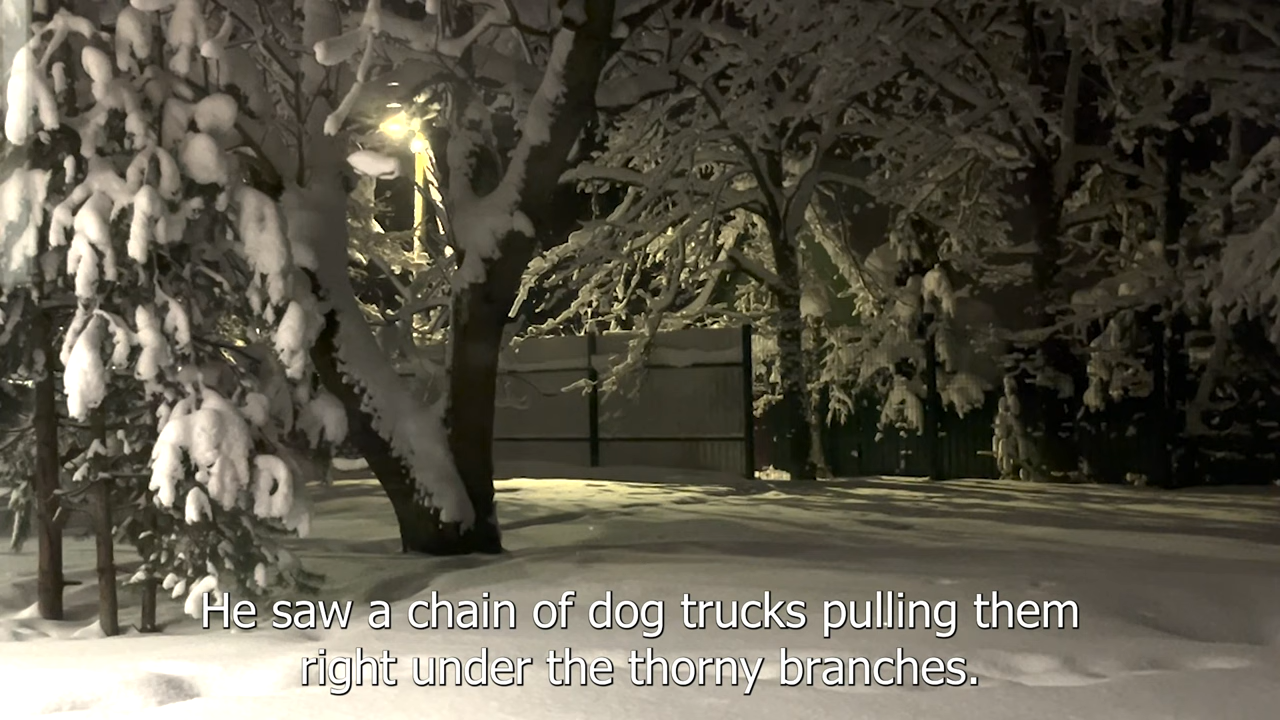 He saw a chain of dog trucks pulling them
right under the thorny branches.